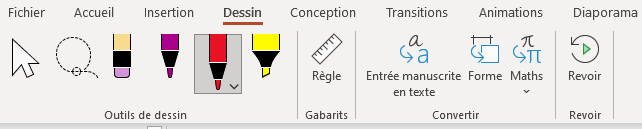 Fichier Accueil Insertion Dessin Conception Transitions Animations Diaporama
Règle
Entrée manuscrite
en texte
Forme
Maths
Revoir
Outils de dessin Gabarits Convertir Revoir